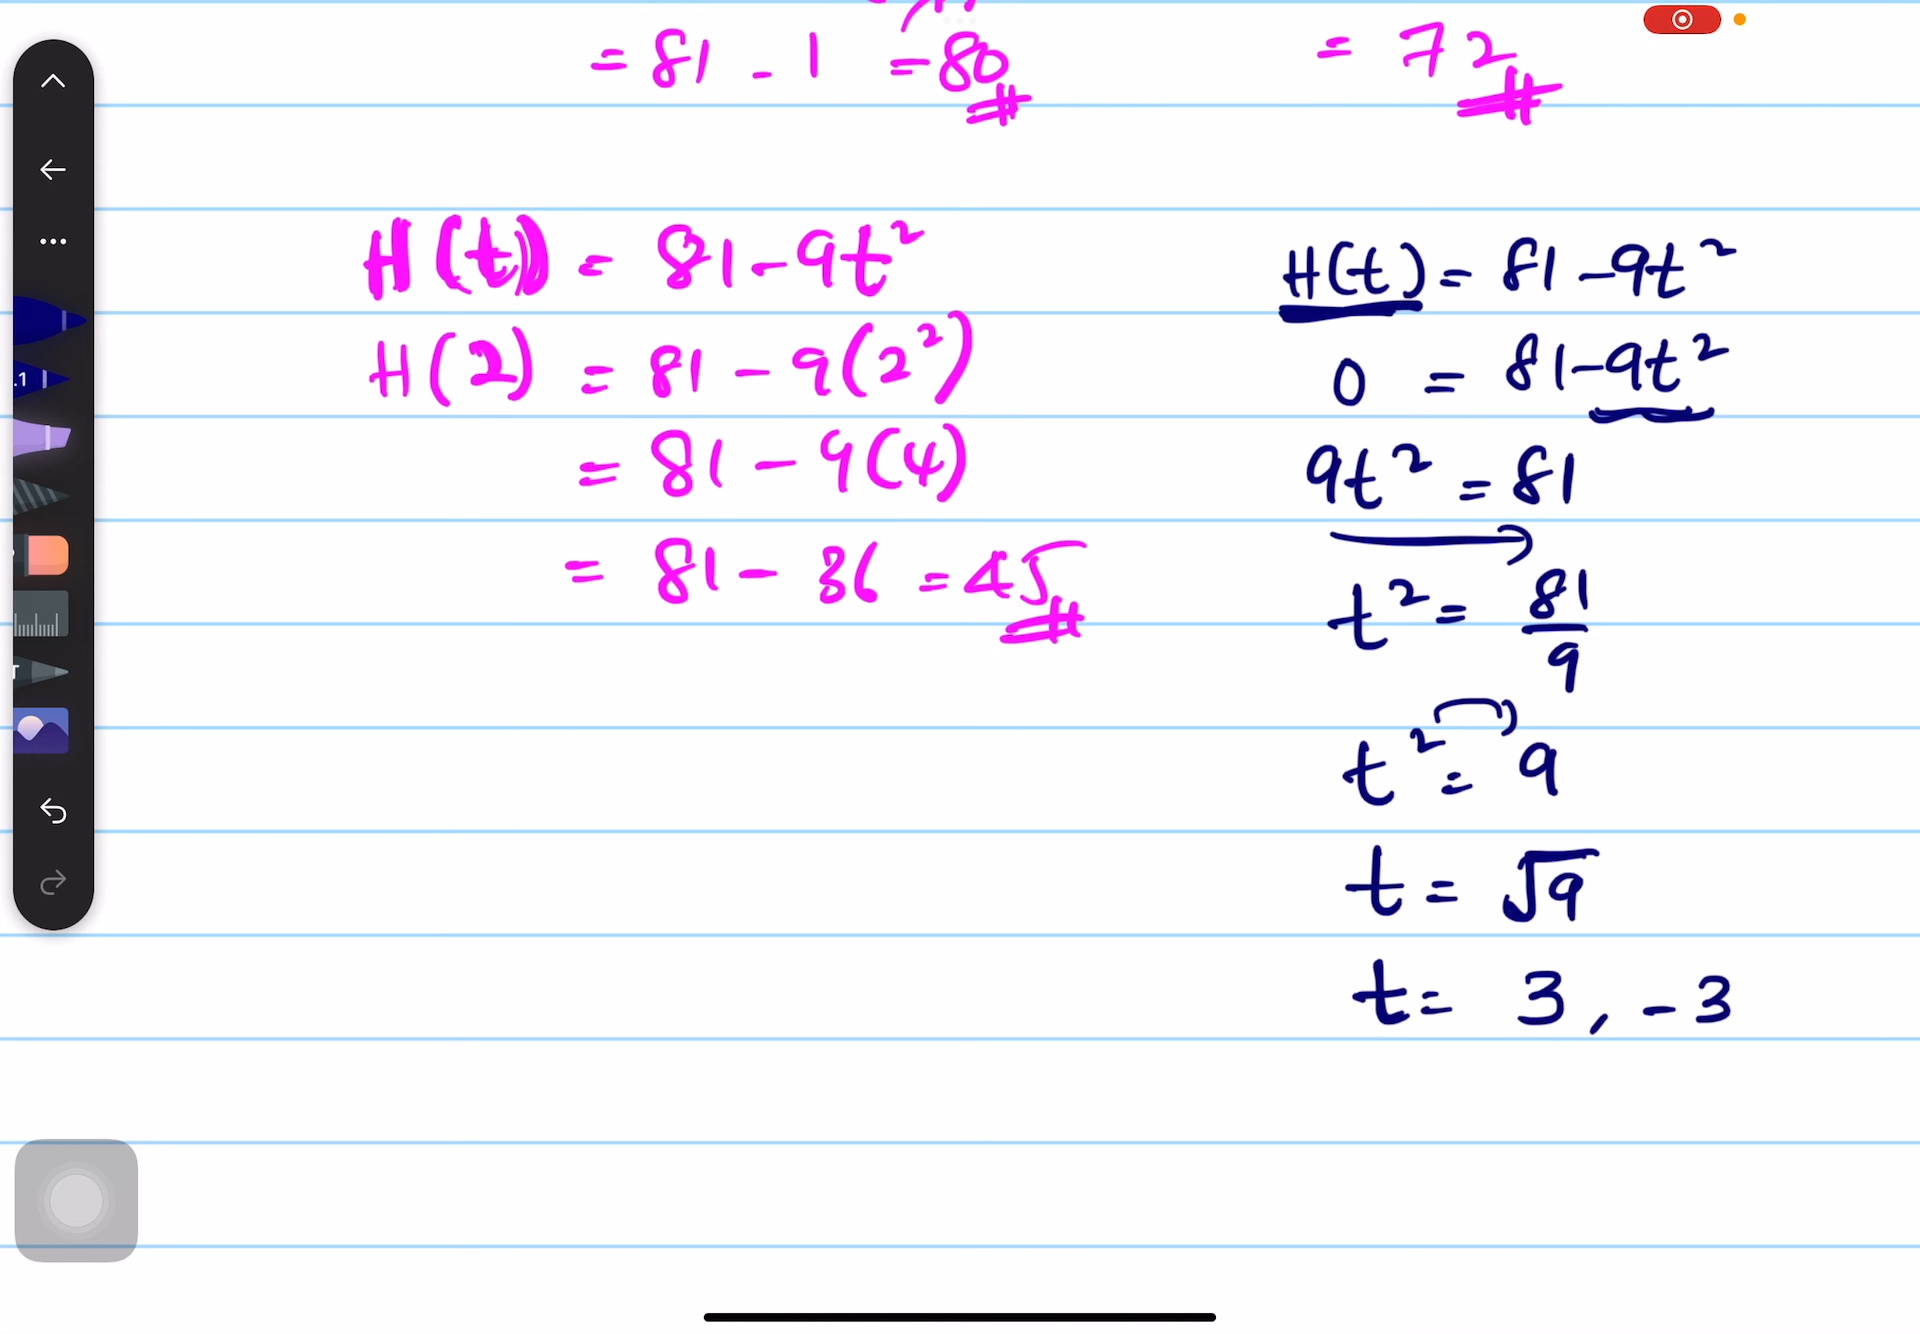 = 81 - 1 = 80
= 72
H(t) = 81 - 9t²
H(2) = 81 - 9(2²)
= 81 - 9(4)
= 81 - 36 = 45
H(t) = 81 - 9t²
0 = 81 - 9t²
9t² = 81
t² = 81/9
t² = 9
t = √9
t = 3, -3